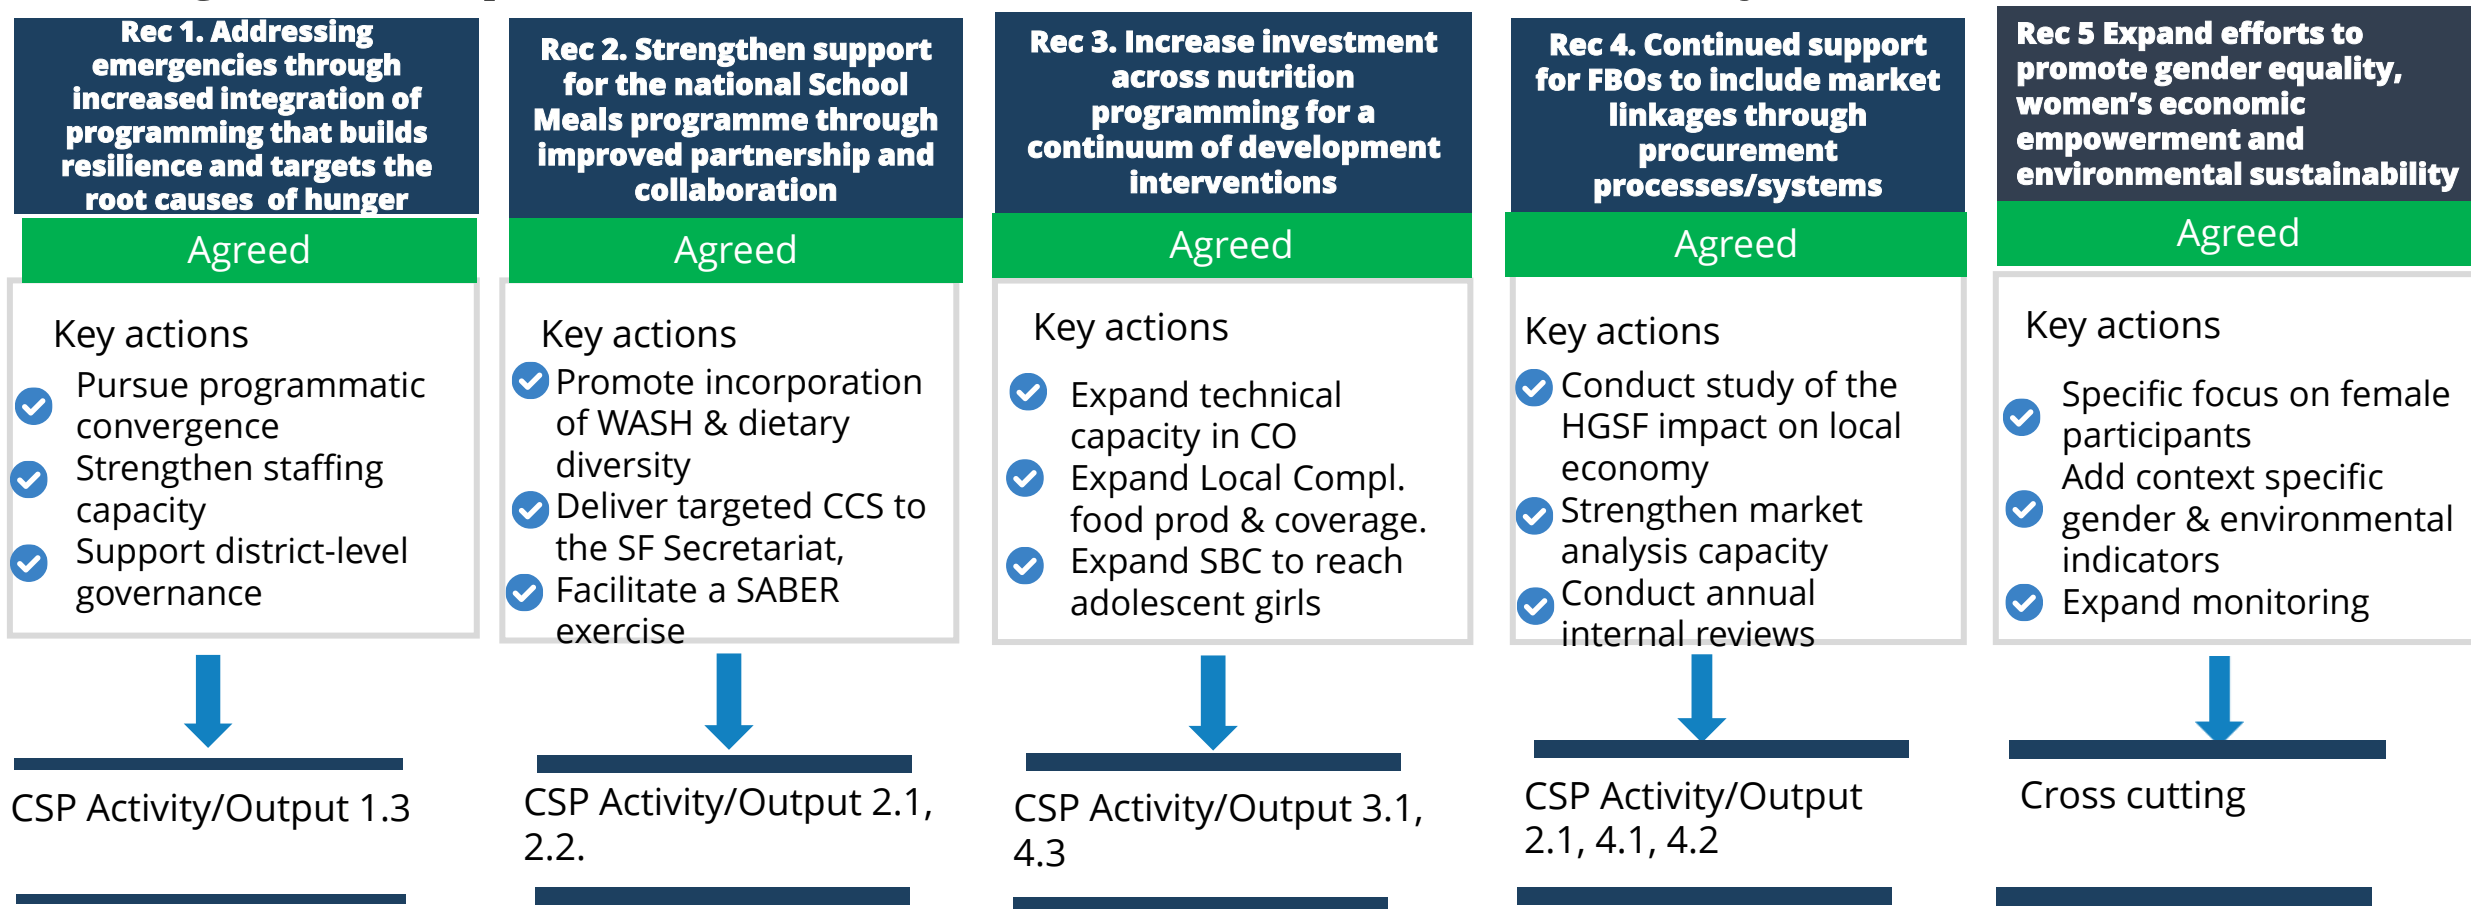 Rec 1. Addressing
emergencies through
increased integration of
programming that builds
resilience and targets the
root causes of hunger
Agreed
Key actions
Pursue programmatic
convergence
Strengthen staffing
capacity
Support district-level
governance
CSP Activity/Output 1.3
Rec 2. Strengthen support
for the national School
Meals programme through
improved partnership and
collaboration
Agreed
Key actions
Promote incorporation
of WASH & dietary
diversity
Deliver targeted CCS to
the SF Secretariat,
Facilitate a SABER
exercise
CSP Activity/Output 2.1,
2.2.
Rec 3. Increase investment
across nutrition
programming for a
continuum of development
interventions
Agreed
Key actions
Expand technical
capacity in CO
Expand Local Compl.
food prod & coverage.
Expand SBC to reach
adolescent girls
CSP Activity/Output 3.1,
4.3
Rec 4. Continued support
for FBOs to include market
linkages through
procurement
processes/systems
Agreed
Key actions
Conduct study of the
HGSF impact on local
economy
Strengthen market
analysis capacity
Conduct annual
internal reviews
CSP Activity/Output
2.1, 4.1, 4.2
Rec 5 Expand efforts to
promote gender equality,
women’s economic
empowerment and
environmental sustainability
Agreed
Key actions
Specific focus on female
participants
Add context specific
gender & environmental
indicators
Expand monitoring
Cross cutting